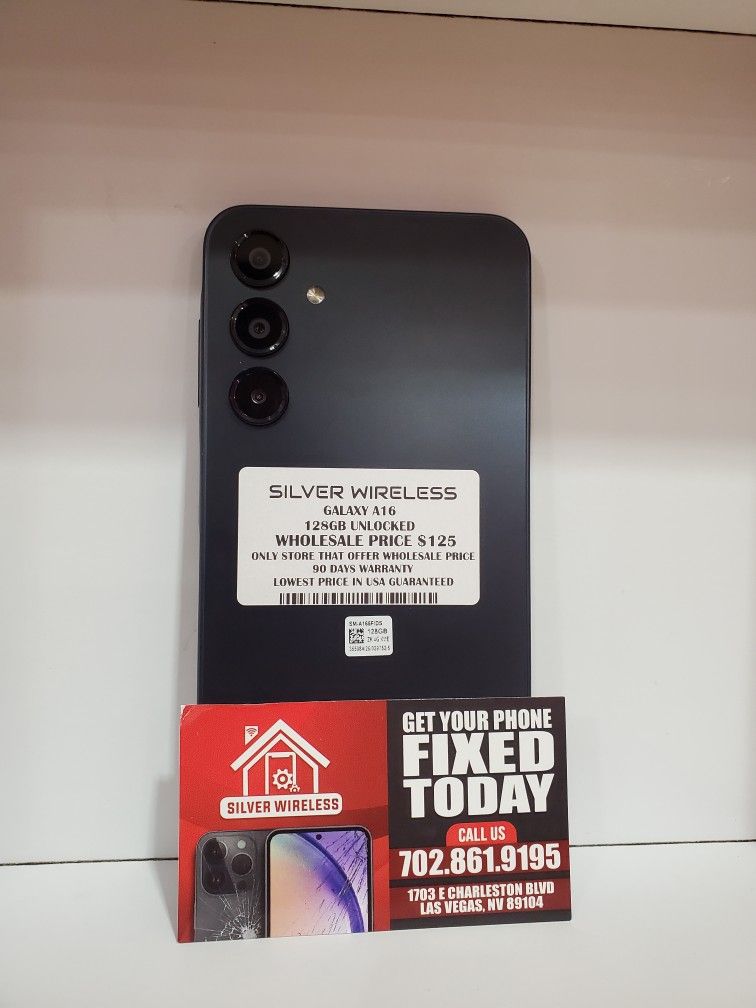 SILVER WIRELESS
GALAXY A16
128GB UNLOCKED
WHOLESALE PRICE $125
ONLY STORE THAT OFFER WHOLESALE PRICE
90 DAYS WARRANTY
LOWEST PRICE IN USA GUARANTEED
128GB
SILVER WIRELESS
GET YOUR PHONE
FIXED
TODAY
CALL US
702.861.9195
1703 E CHARLESTON BLVD
LAS VEGAS, NV 89104